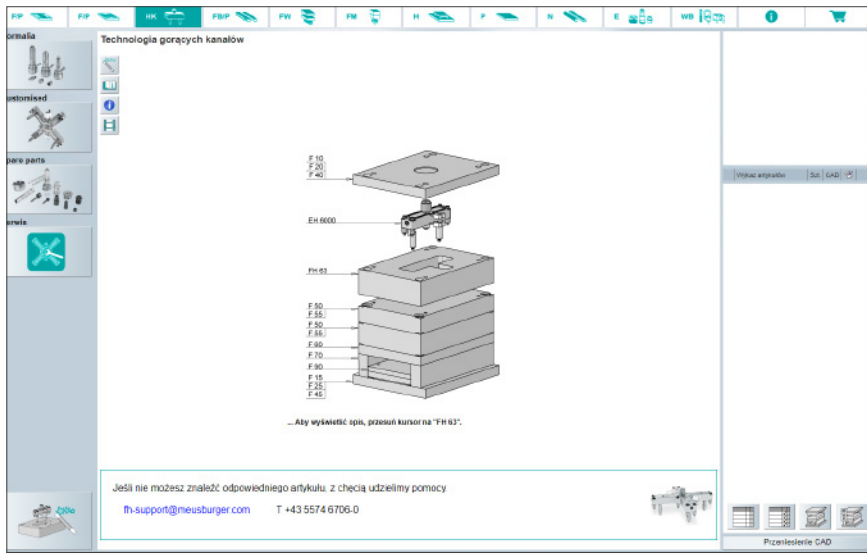 F/P F/P HK FB/P FW FM H P N E WB
ormalia
Technologia gorących kanałów
ustomised
pare parts
erwis
F 10
F 20
F 40
EH 6000
FH 63
F 50
F 55
F 50
F 55
F 60
F 70
F 90
F 15
F 25
F 45
... Aby wyświetlić opis, przesuń kursor na "FH 63".
Wykaz artykułów Szt. CAD
Jeśli nie możesz znaleźć odpowiedniego artykułu, z chęcią udzielimy pomocy
fh-support@meusburger.com T +43 5574 6706-0
Przeniesienie CAD